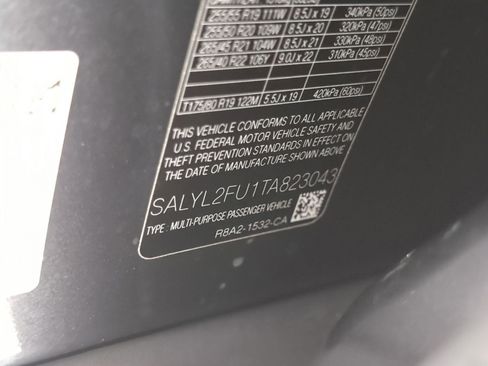 255/55 R19 111W 8.5J x 19 340kPa (50psi)
255/50 R20 109W 8.5J x 20 320kPa (47psi)
265/45 R21 104W 8.5J x 21 330kPa (48psi)
265/40 R22 106Y 9.0J x 22 310kPa (45psi)
T175/80 R19 122M 5.5J x 19 420kPa (60psi)
THIS VEHICLE CONFORMS TO ALL APPLICABLE
U.S. FEDERAL MOTOR VEHICLE SAFETY AND
THEFT PREVENTION STANDARDS IN EFFECT ON
THE DATE OF MANUFACTURE SHOWN ABOVE.
SALYL2FU1TA823043
TYPE MULTI-PURPOSE PASSENGER VEHICLE
R8A2-1532-CA